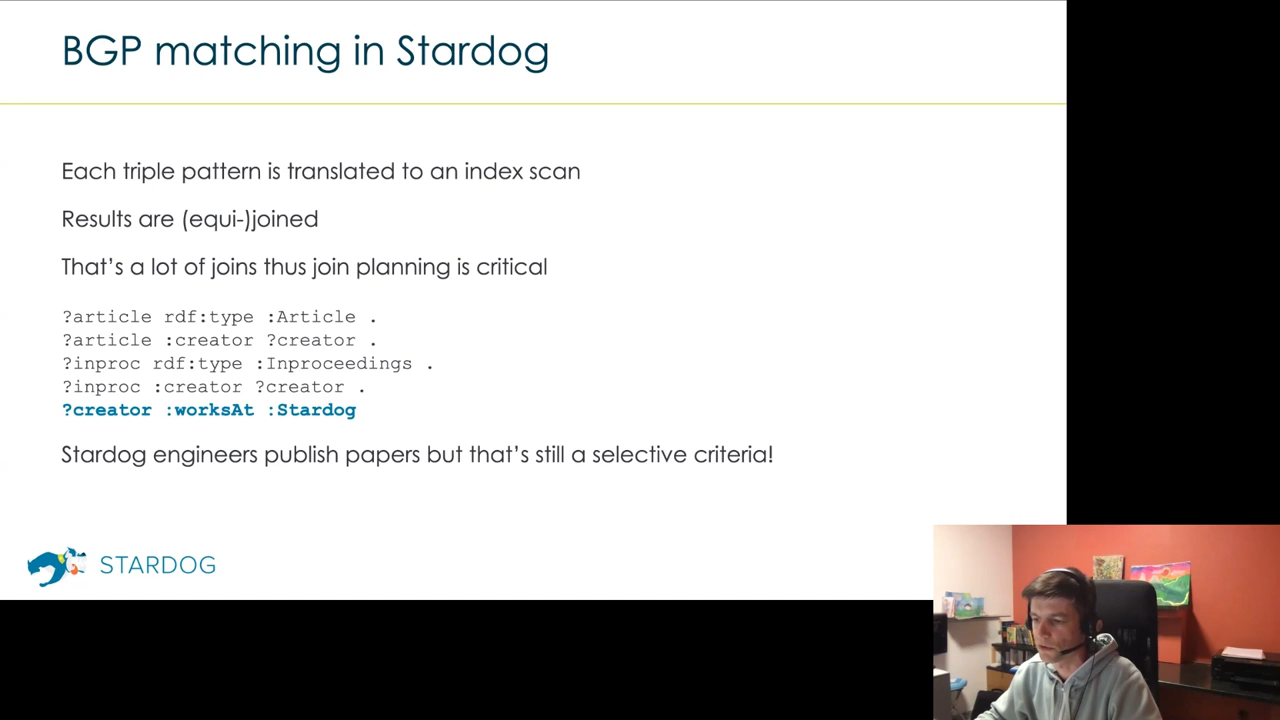 BGP matching in Stardog
Each triple pattern is translated to an index scan
Results are (equi-)joined
That’s a lot of joins thus join planning is critical
?article rdf:type :Article .
?article :creator ?creator .
?inproc rdf:type :Inproceedings .
?inproc :creator ?creator .
?creator :worksAt :Stardog
Stardog engineers publish papers but that’s still a selective criteria!
STARDOG